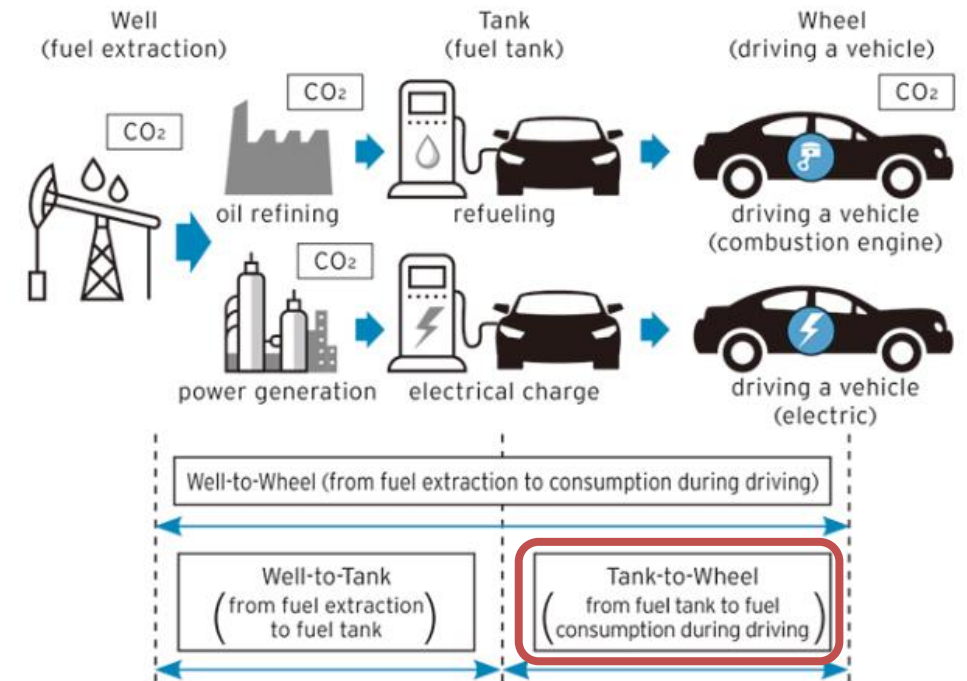 Well
(fuel extraction)
Tank
(fuel tank)
Wheel
(driving a vehicle)
CO₂
CO₂
CO₂
oil refining
refueling
driving a vehicle
(combustion engine)
CO₂
power generation
electrical charge
driving a vehicle
(electric)
Well-to-Wheel (from fuel extraction to consumption during driving)
Well-to-Tank
(from fuel extraction
to fuel tank)
Tank-to-Wheel
(from fuel tank to fuel
consumption during driving)